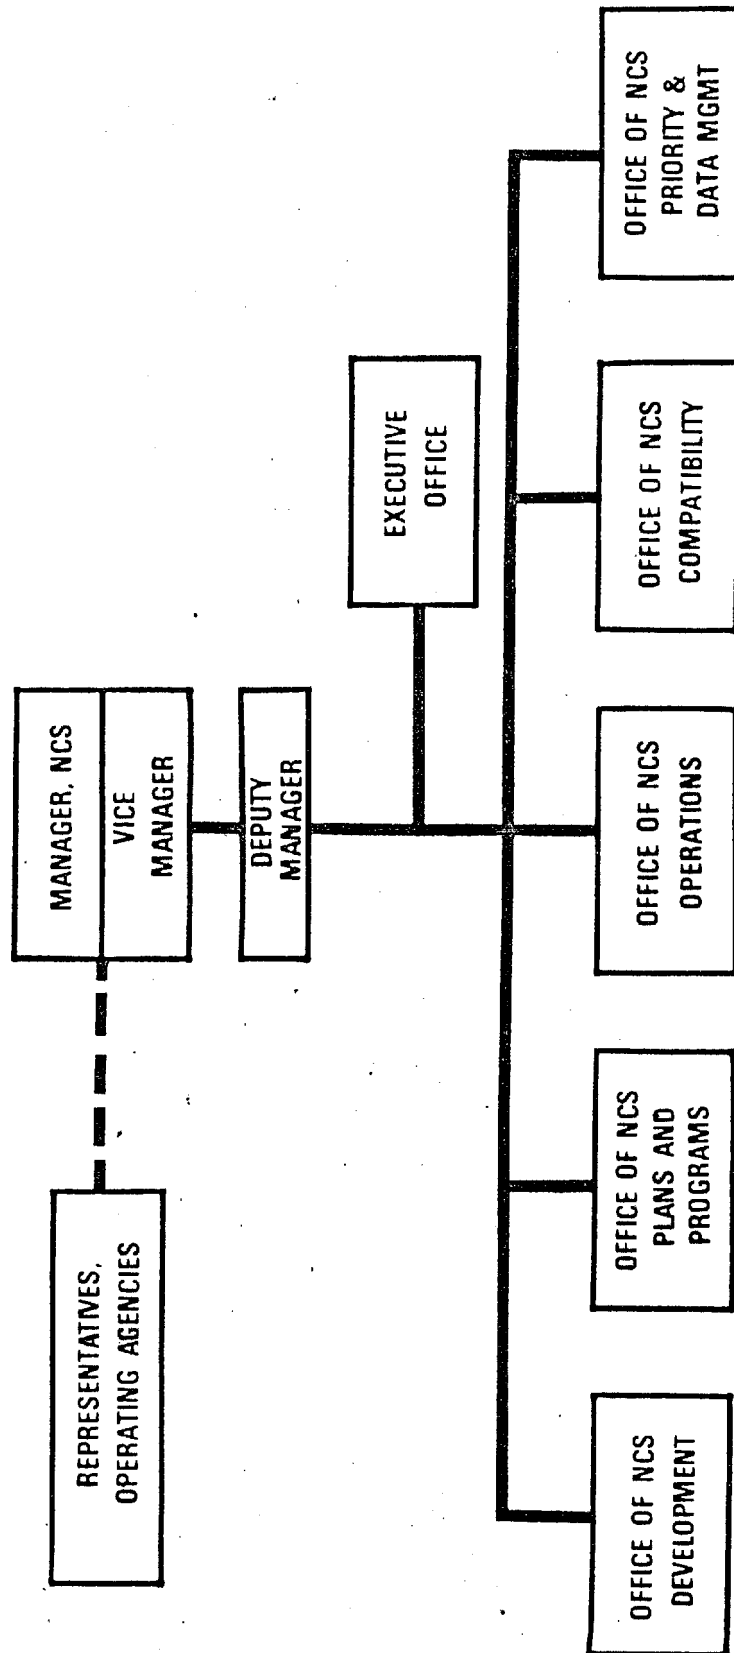 MANAGER, NCS
VICE
MANAGER
REPRESENTATIVES,
OPERATING AGENCIES
DEPUTY
MANAGER
EXECUTIVE
OFFICE
OFFICE OF NCS
DEVELOPMENT
OFFICE OF NCS
PLANS AND
PROGRAMS
OFFICE OF NCS
OPERATIONS
OFFICE OF NCS
COMPATIBILITY
OFFICE OF NCS
PRIORITY &
DATA MGMT